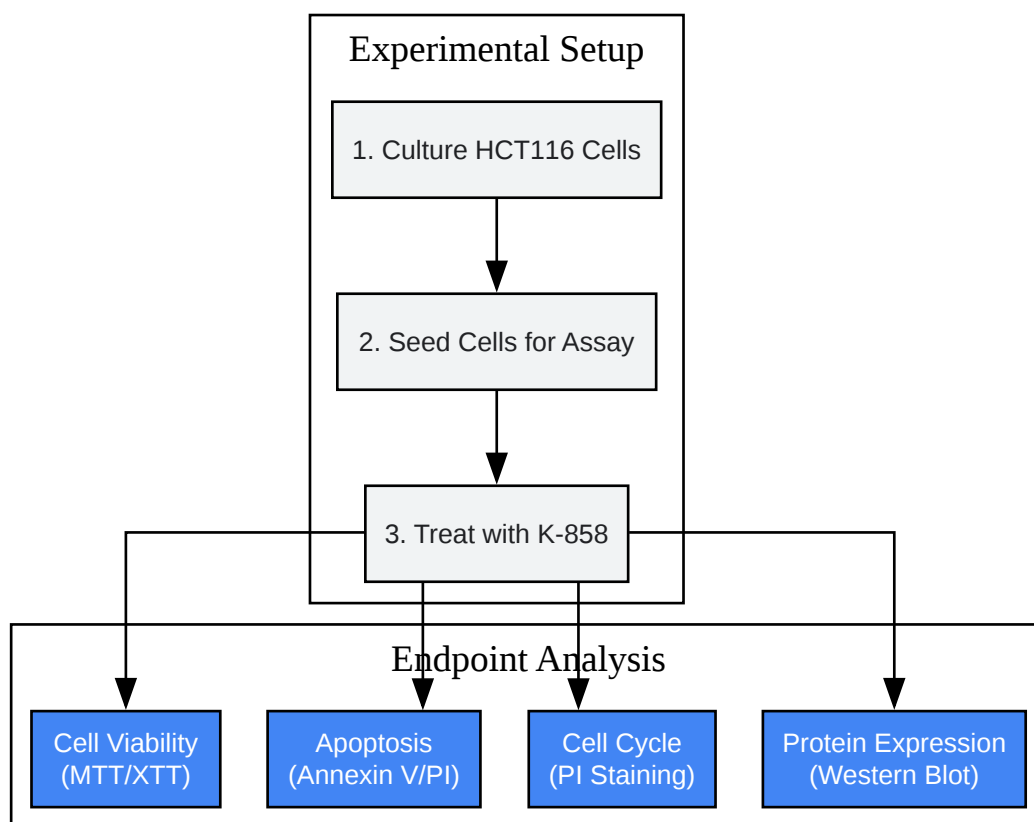 Experimental Setup
1. Culture HCT116 Cells
2. Seed Cells for Assay
3. Treat with K-858
Endpoint Analysis
Cell Viability
(MTT/XTT)
Apoptosis
(Annexin V/PI)
Cell Cycle
(PI Staining)
Protein Expression
(Western Blot)